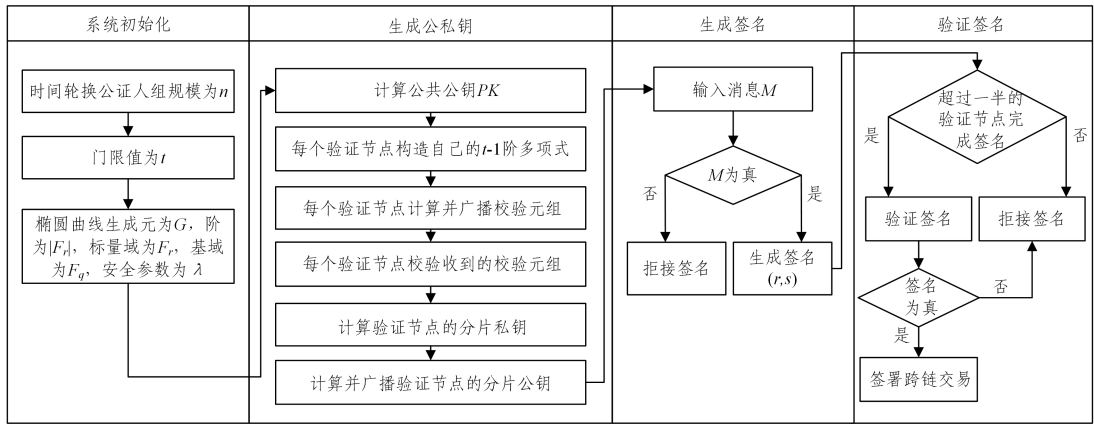 系统初始化
时间轮换公证人组规模为n
门限值为t
椭圆曲线生成元为G，阶
为|Fr|，标量域为Fr，基域
为Fq，安全参数为 λ
生成公私钥
计算公共公钥PK
每个验证节点构造自己的t-1阶多项式
每个验证节点计算并广播校验元组
每个验证节点校验收到的校验元组
计算验证节点的分片私钥
计算并广播验证节点的分片公钥
生成签名
输入消息M
M为真
否
是
拒接签名
生成签名
(r,s)
验证签名
超过一半的
验证节点完
成签名
是
否
验证签名
拒接签名
签名
为真
否
是
签署跨链交易